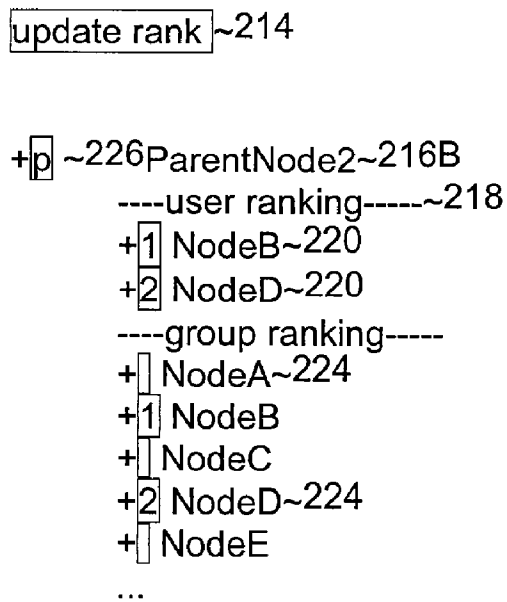 update rank ~214
+p ~226ParentNode2~216B
----user ranking-----~218
+1 NodeB~220
+2 NodeD~220
----group ranking-----
+ NodeA~224
+1 NodeB
+ NodeC
+2 NodeD~224
+ NodeE
...